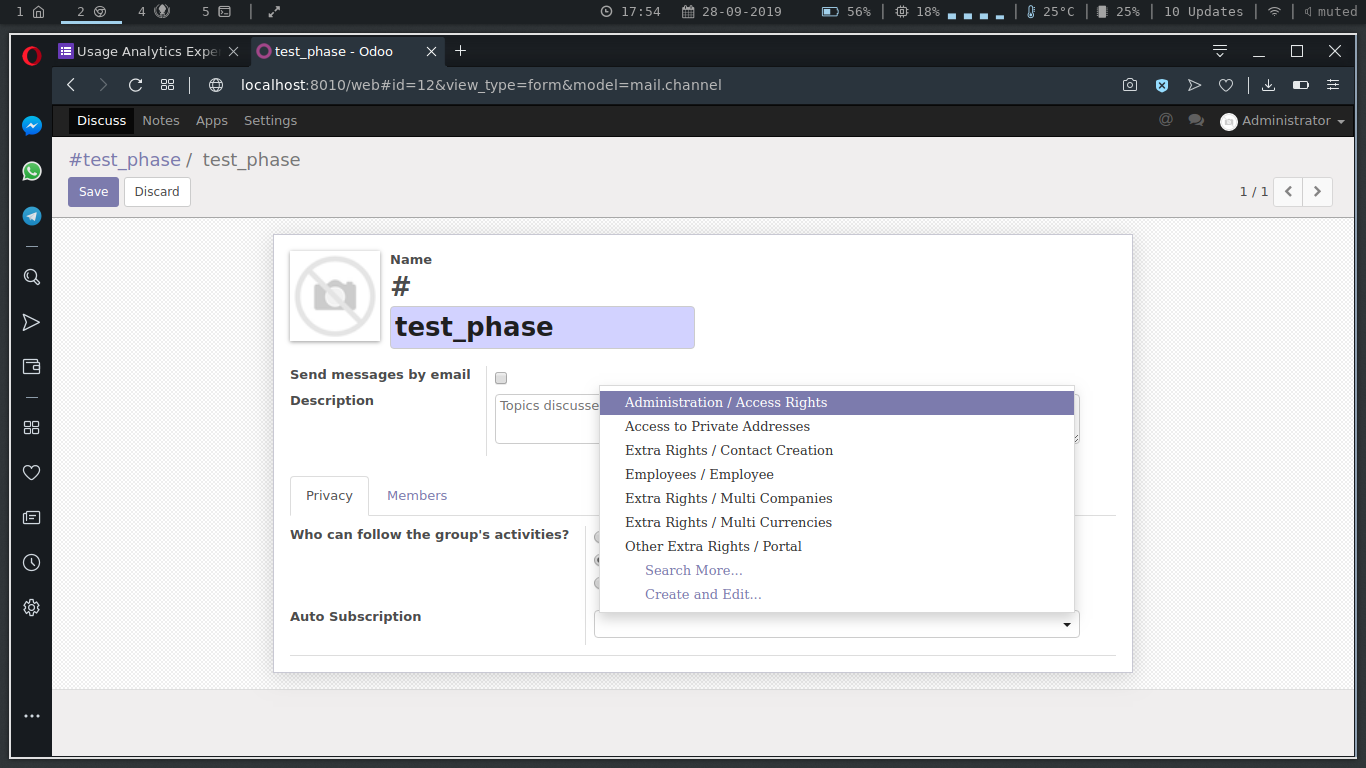 1 2 4 5 17:54 28-09-2019 56% 18% 25°C 25% 10 Updates muted
Usage Analytics Expe test_phase - Odoo
localhost:8010/web#id=12&view_type=form&model=mail.channel
Discuss Notes Apps Settings @ Administrator
#test_phase / test_phase
Save Discard 1 / 1
Name
#
test_phase
Send messages by email
Description Topics discusse
Administration / Access Rights
Access to Private Addresses
Extra Rights / Contact Creation
Employees / Employee
Extra Rights / Multi Companies
Extra Rights / Multi Currencies
Other Extra Rights / Portal
Search More...
Create and Edit...
Privacy Members
Who can follow the group's activities?
Auto Subscription